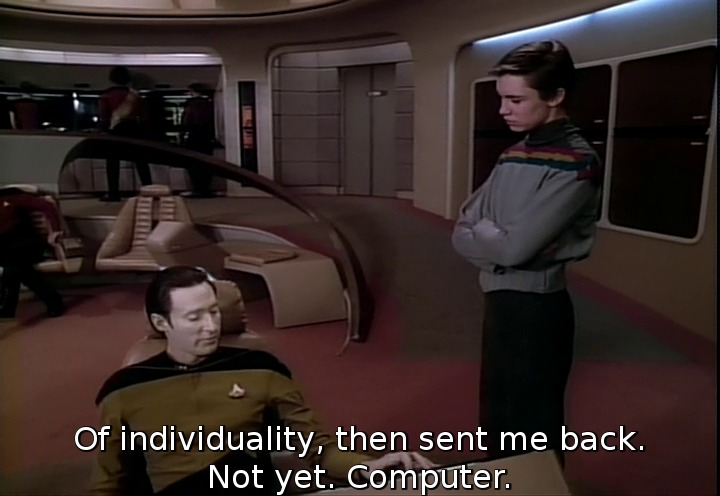 Of individuality, then sent me back.
Not yet. Computer.